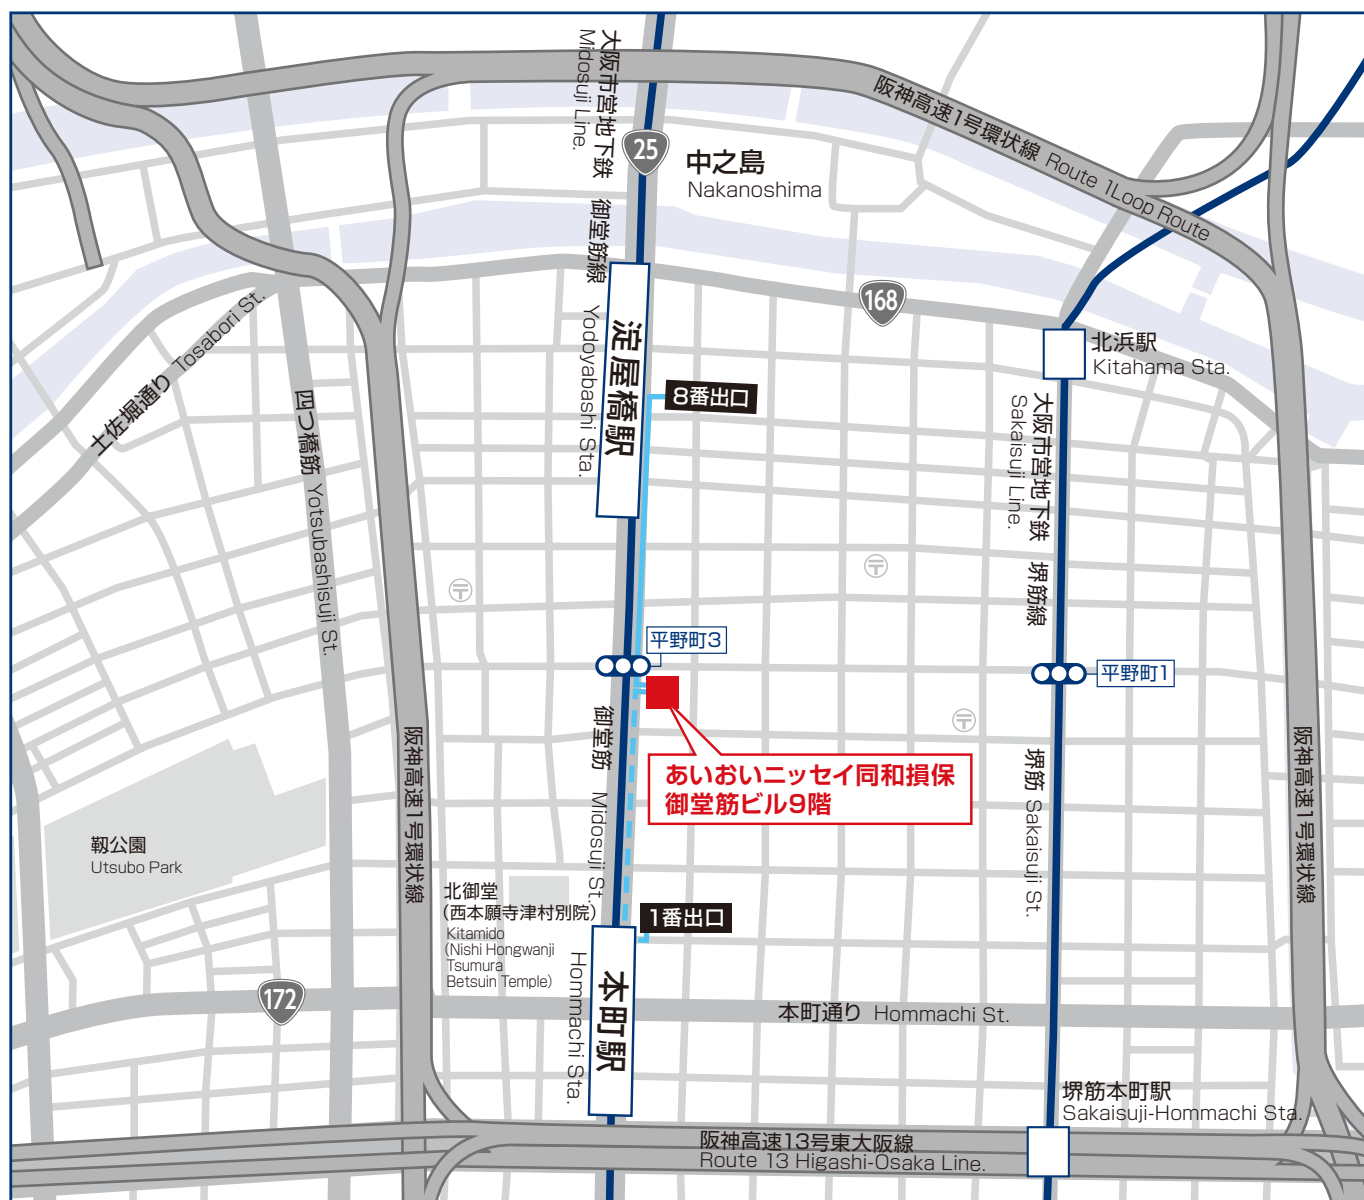 大阪市営地下鉄 御堂筋線
Midosuji Line.
25
中之島
Nakanoshima
阪神高速1号環状線 Route 1Loop Route
168
土佐堀通り Tosabori St.
四つ橋筋 Yotsubashisuji St.
淀屋橋駅
Yodoyabashi Sta.
8番出口
北浜駅
Kitahama Sta.
大阪市営地下鉄 堺筋線
Sakaisuji Line.
平野町3
平野町1
あいおいニッセイ同和損保
御堂筋ビル9階
御堂筋 Midosuji St.
堺筋 Sakaisuji St.
阪神高速1号環状線
阪神高速1号環状線
靱公園
Utsubo Park
北御堂
(西本願寺津村別院)
Kitamido
(Nishi Hongwanji
Tsumura
Betsuin Temple)
1番出口
172
本町駅
Hommachi Sta.
本町通り Hommachi St.
堺筋本町駅
Sakaisuji-Hommachi Sta.
阪神高速13号東大阪線
Route 13 Higashi-Osaka Line.